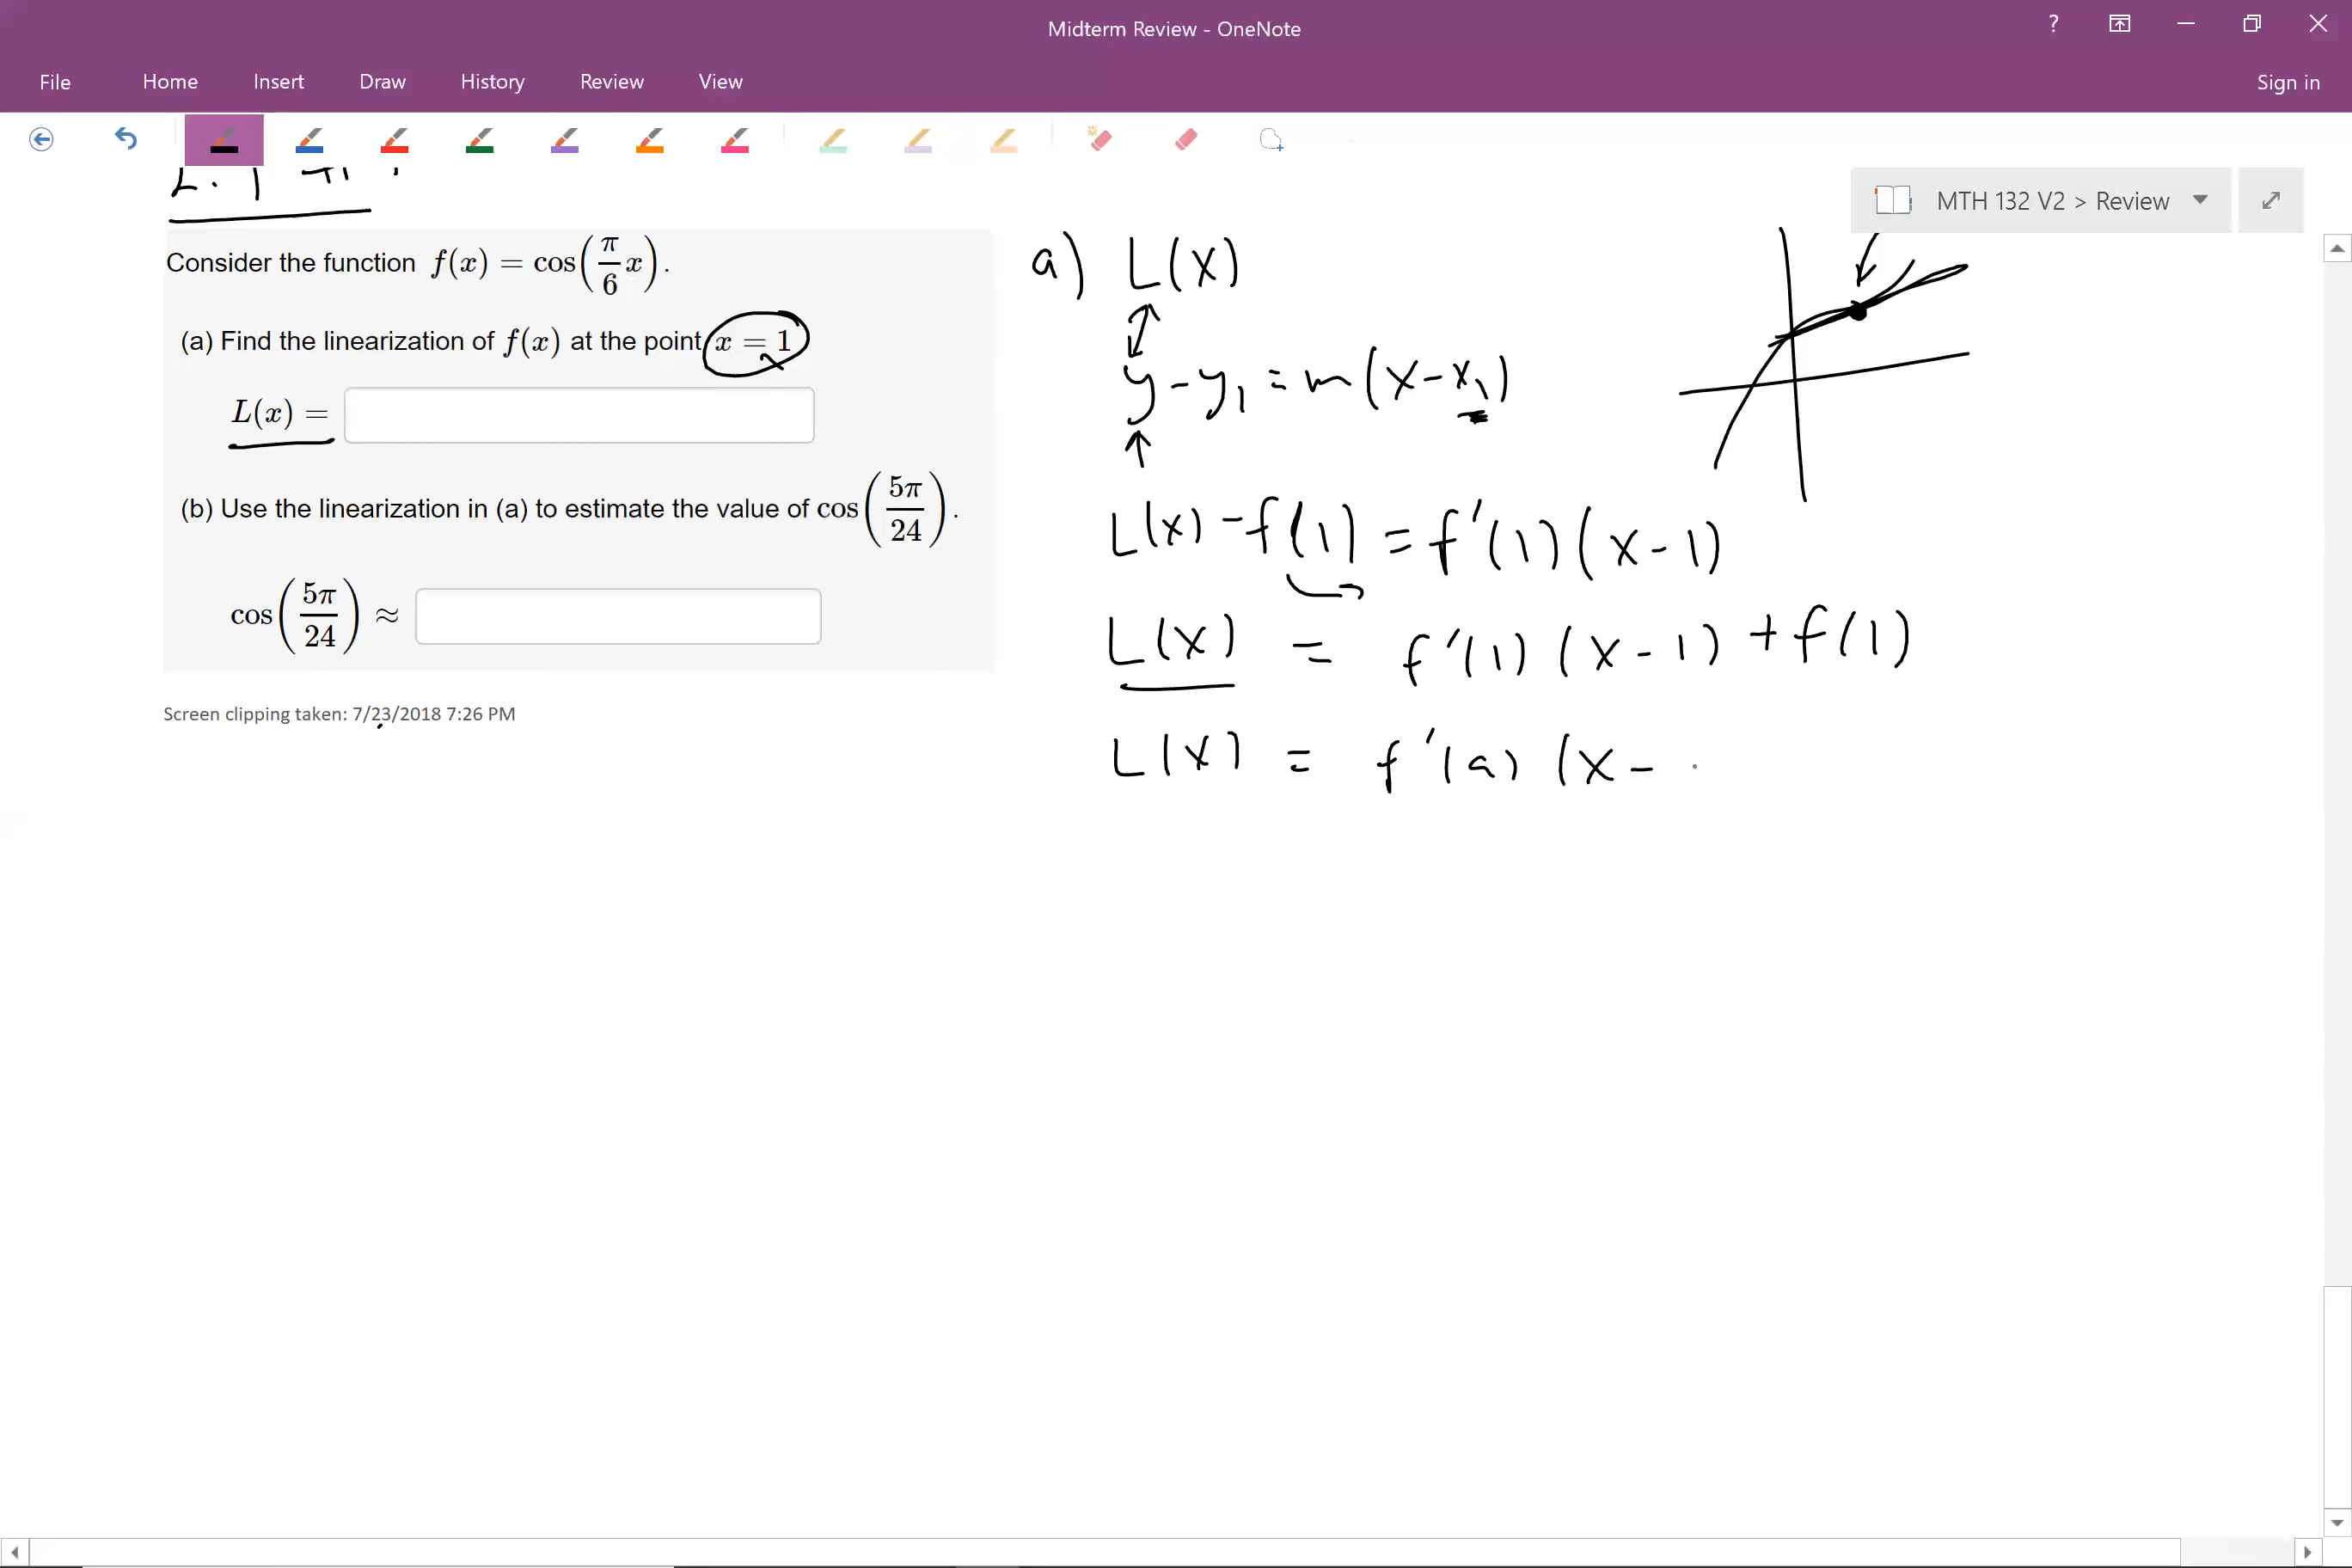 Midterm Review - OneNote
?
File Home Insert Draw History Review View Sign in
MTH 132 V2 > Review
Consider the function f(x) = cos(π/6 x).
(a) Find the linearization of f(x) at the point x = 1
L(x) =
(b) Use the linearization in (a) to estimate the value of cos(5π/24).
cos(5π/24) ≈
Screen clipping taken: 7/23/2018 7:26 PM
a) L(x)
y - y₁ = m(x - x₁)
L(x) - f(1) = f'(1)(x - 1)
L(x) = f'(1)(x - 1) + f(1)
L(x) = f'(a)(x -